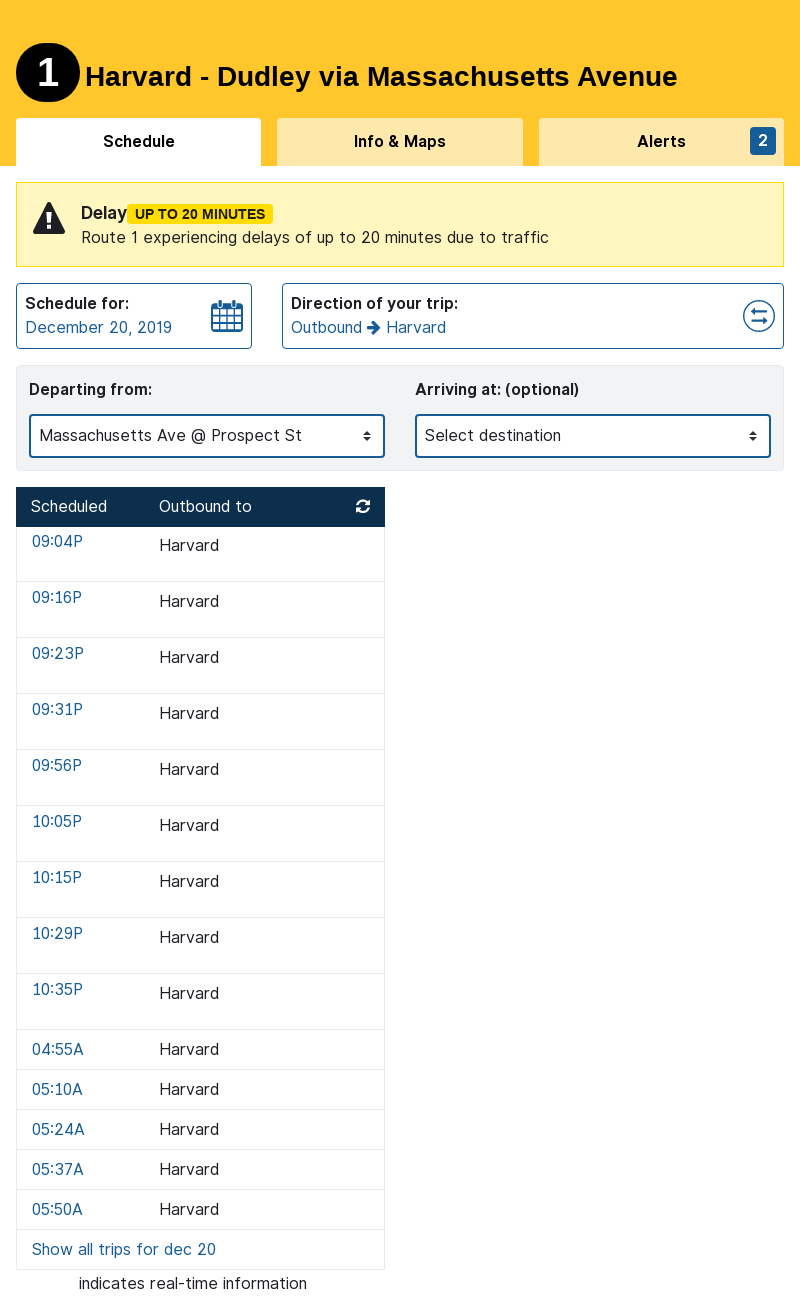 1 Harvard - Dudley via Massachusetts Avenue
Schedule Info & Maps Alerts 2
Delay UP TO 20 MINUTES
Route 1 experiencing delays of up to 20 minutes due to traffic
Schedule for:
December 20, 2019
Direction of your trip:
Outbound Harvard
Departing from:
Massachusetts Ave @ Prospect St
Arriving at: (optional)
Select destination
Scheduled Outbound to
09:04P Harvard
09:16P Harvard
09:23P Harvard
09:31P Harvard
09:56P Harvard
10:05P Harvard
10:15P Harvard
10:29P Harvard
10:35P Harvard
04:55A Harvard
05:10A Harvard
05:24A Harvard
05:37A Harvard
05:50A Harvard
Show all trips for dec 20
indicates real-time information